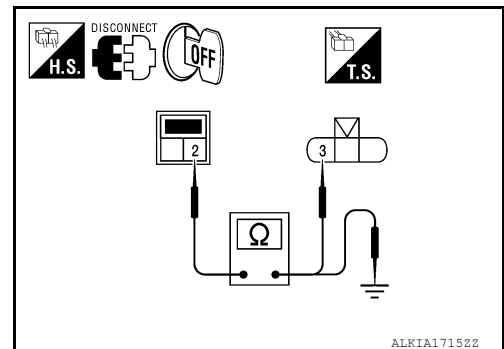 DISCONNECT
H.S.
OFF
T.S.
2
3
Ω
ALKIA1715ZZ